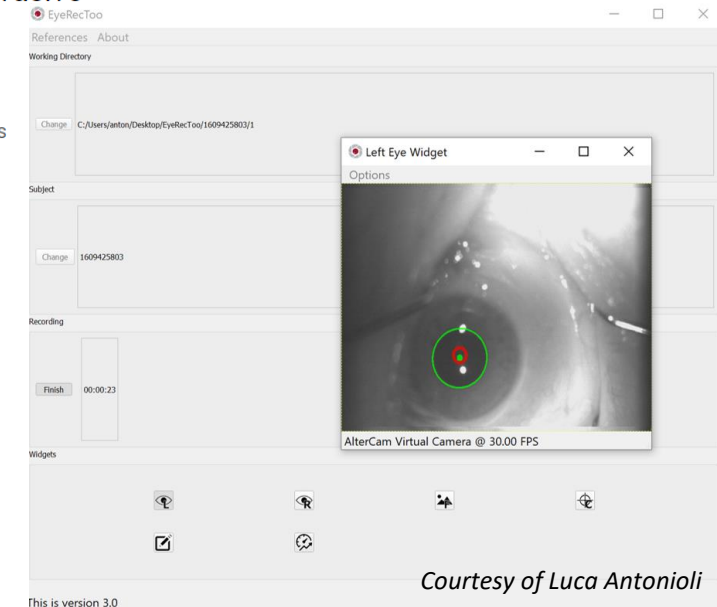 EyeRecToo
References About
Working Directory
Change C:/Users/anton/Desktop/EyeRecToo/1609425803/1
Left Eye Widget
Options
Subject
Change 1609425803
Recording
Finish 00:00:23
AlterCam Virtual Camera @ 30.00 FPS
Widgets
L R C
Courtesy of Luca Antonioli
This is version 3.0